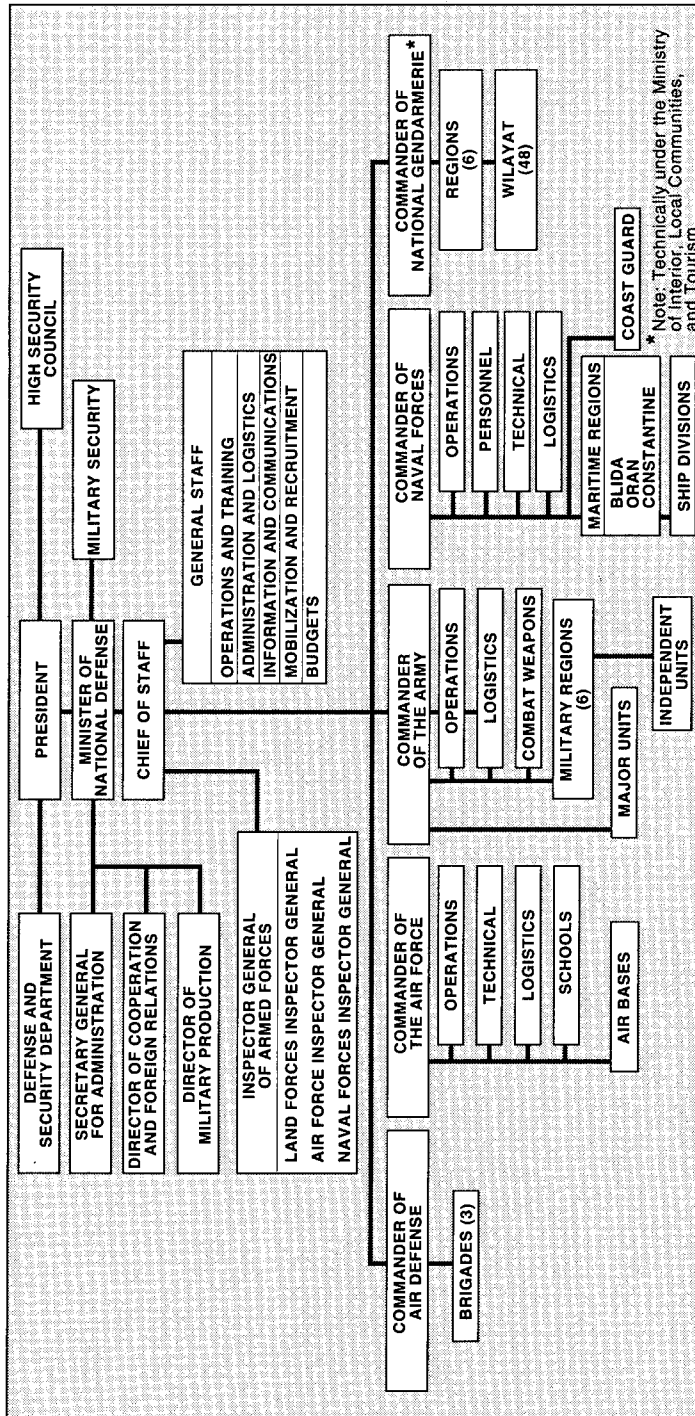 PRESIDENT
HIGH SECURITY
COUNCIL
DEFENSE AND
SECURITY DEPARTMENT
MINISTER OF
NATIONAL DEFENSE
MILITARY SECURITY
SECRETARY GENERAL
FOR ADMINISTRATION
DIRECTOR OF COOPERATION
AND FOREIGN RELATIONS
DIRECTOR OF
MILITARY PRODUCTION
CHIEF OF STAFF
GENERAL STAFF
OPERATIONS AND TRAINING
ADMINISTRATION AND LOGISTICS
INFORMATION AND COMMUNICATIONS
MOBILIZATION AND RECRUITMENT
BUDGETS
INSPECTOR GENERAL
OF ARMED FORCES
LAND FORCES INSPECTOR GENERAL
AIR FORCE INSPECTOR GENERAL
NAVAL FORCES INSPECTOR GENERAL
COMMANDER OF
AIR DEFENSE
BRIGADES (3)
COMMANDER OF
THE AIR FORCE
OPERATIONS
TECHNICAL
LOGISTICS
SCHOOLS
AIR BASES
COMMANDER
OF THE ARMY
OPERATIONS
LOGISTICS
COMBAT WEAPONS
MILITARY REGIONS
(6)
MAJOR UNITS
INDEPENDENT
UNITS
COMMANDER OF
NAVAL FORCES
OPERATIONS
PERSONNEL
TECHNICAL
LOGISTICS
MARITIME REGIONS
BLIDA
ORAN
CONSTANTINE
SHIP DIVISIONS
COAST GUARD
COMMANDER OF
NATIONAL GENDARMERIE*
REGIONS
(6)
WILAYAT
(48)
* Note: Technically under the Ministry
of Interior, Local Communities,
and Tourism